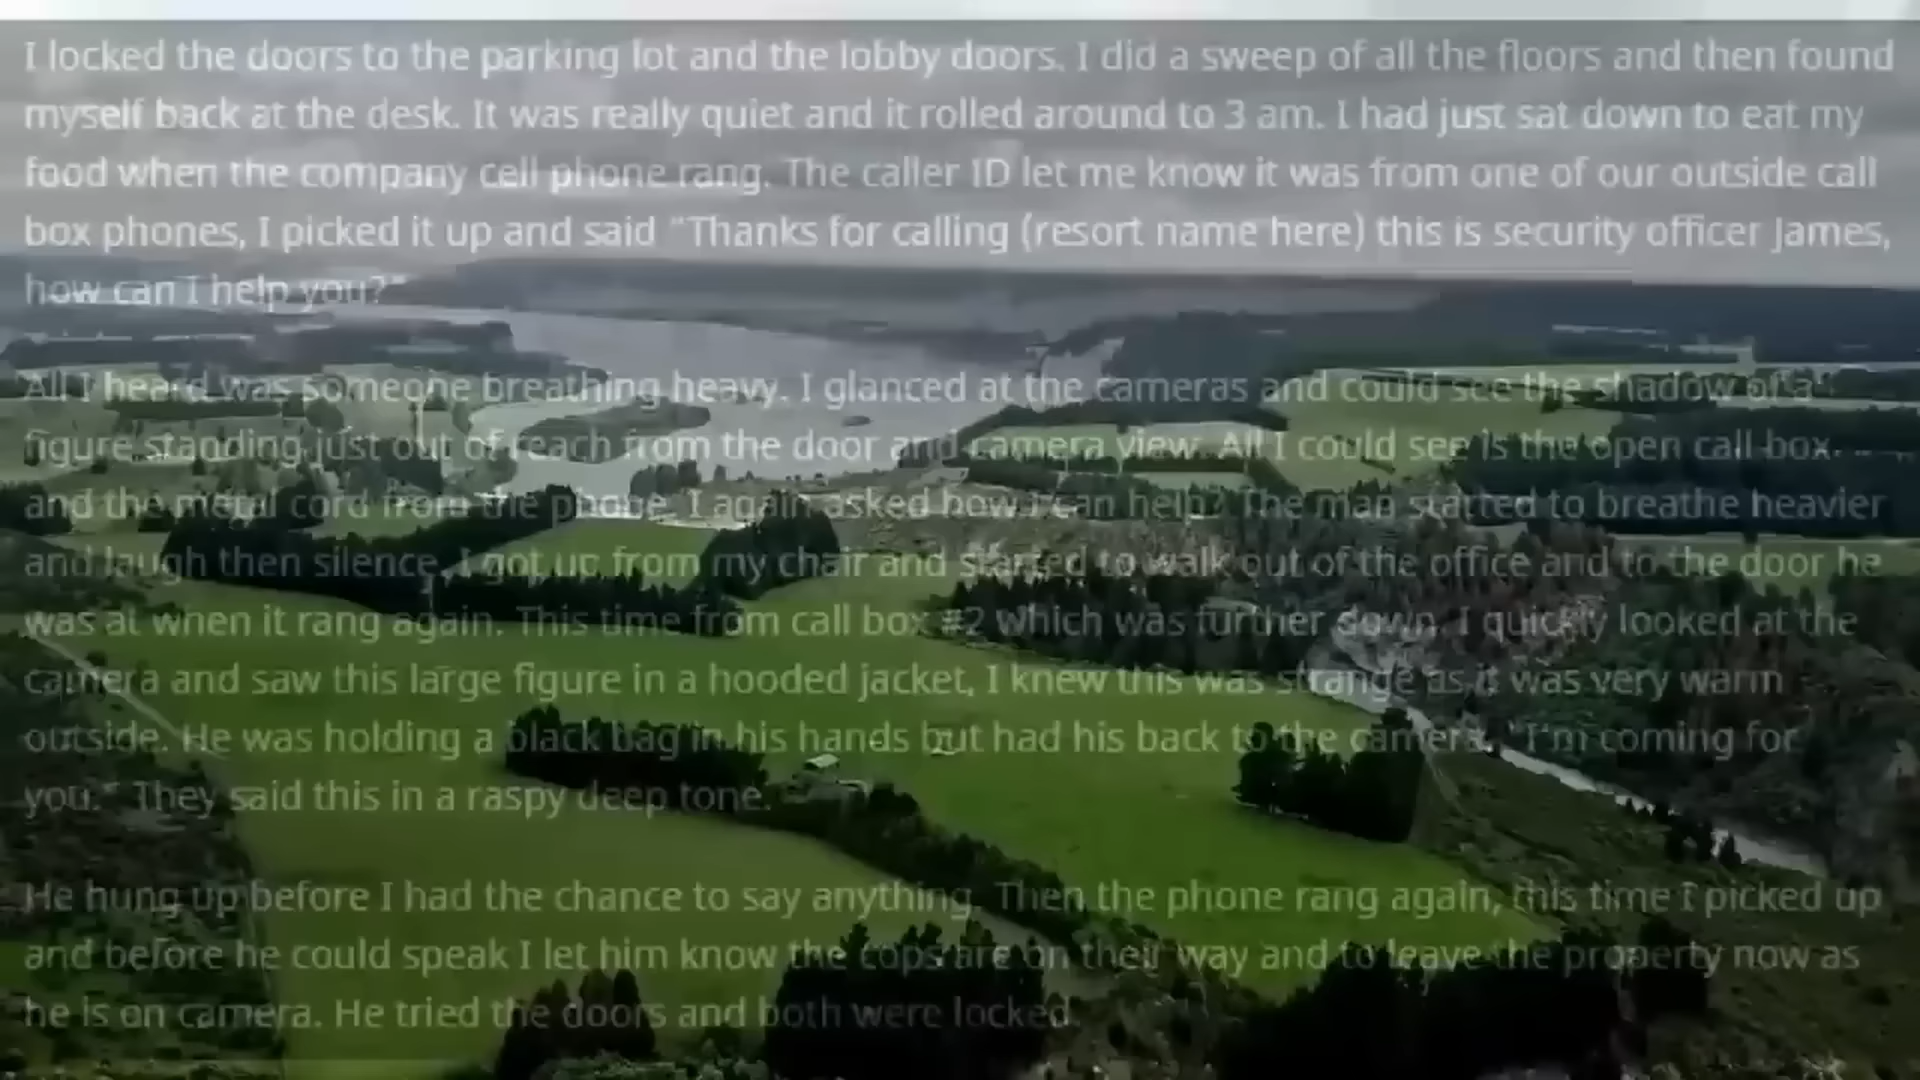 I locked the doors to the parking lot and the lobby doors. I did a sweep of all the floors and then found
myself back at the desk. It was really quiet and it rolled around to 3 am. I had just sat down to eat my
food when the company cell phone rang. The caller ID let me know it was from one of our outside call
box phones, I picked it up and said "Thanks for calling (resort name here) this is security officer James,
how can I help you?"
All I heard was someone breathing heavy. I glanced at the cameras and could see the shadow of a
figure standing just out of reach from the door and camera view. All I could see is the open call box
and the metal cord from the phone. I again asked how I can help? The man started to breathe heavier
and laugh then silence. I got up from my chair and started to walk out of the office and to the door he
was at when it rang again. This time from call box #2 which was further down. I quickly looked at the
camera and saw this large figure in a hooded jacket, I knew this was strange as it was very warm
outside. He was holding a black bag in his hands but had his back to the camera. "I'm coming for
you." They said this in a raspy deep tone.
He hung up before I had the chance to say anything. Then the phone rang again, this time I picked up
and before he could speak I let him know the cops are on their way and to leave the property now as
he is on camera. He tried the doors and both were locked.